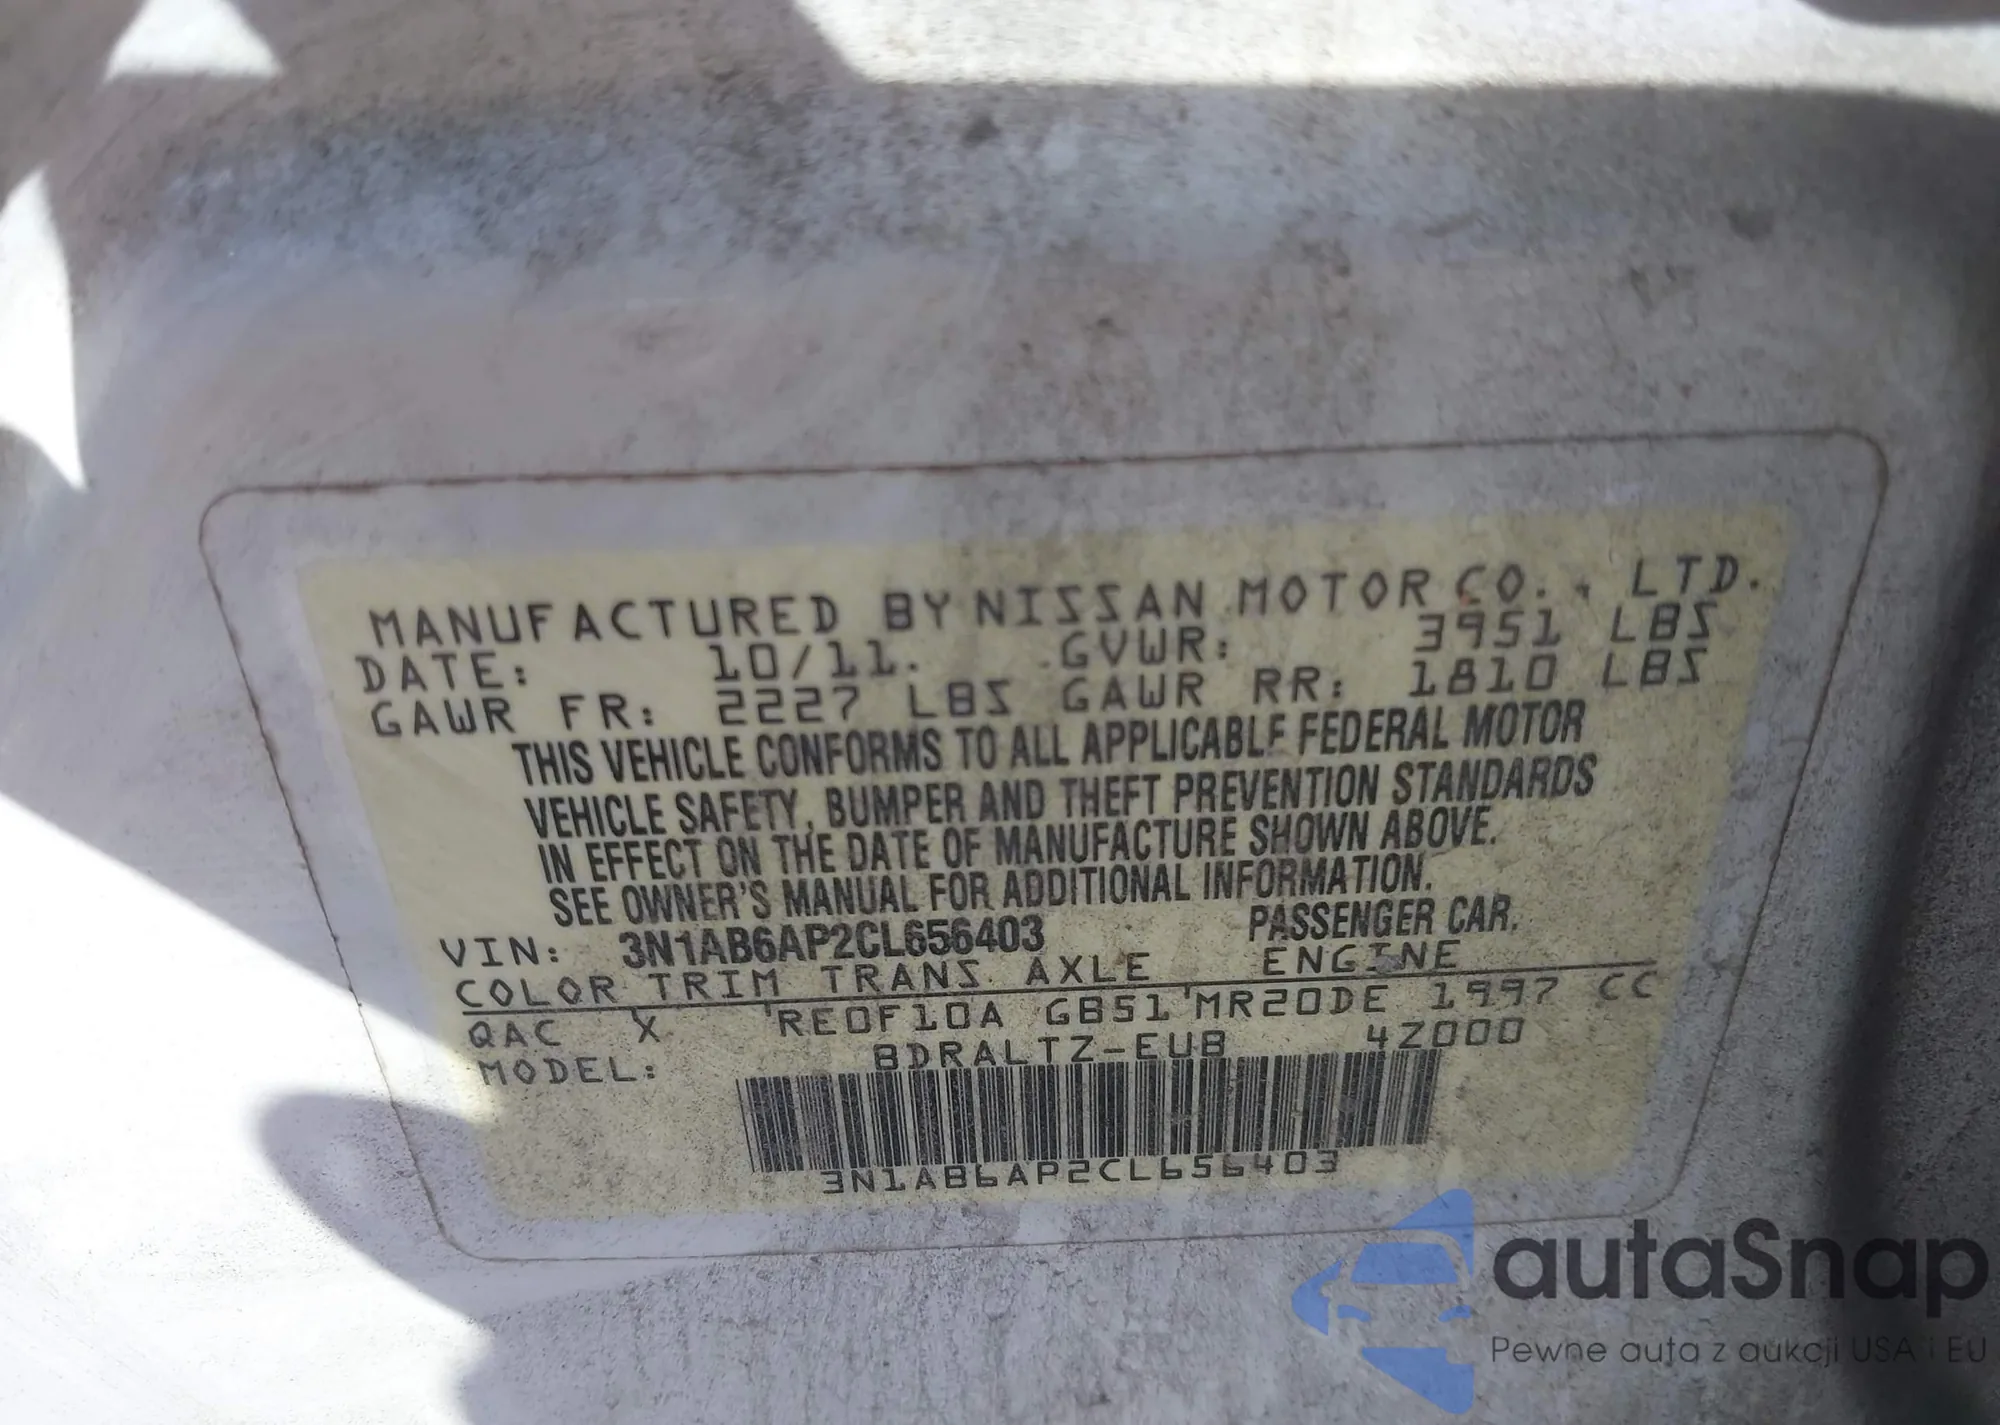 MANUFACTURED BY NISSAN MOTOR CO., LTD.
DATE: 10/11. GVWR: 3951 LBS
GAWR FR: 2227 LBS GAWR RR: 1810 LBS
THIS VEHICLE CONFORMS TO ALL APPLICABLE FEDERAL MOTOR
VEHICLE SAFETY, BUMPER AND THEFT PREVENTION STANDARDS
IN EFFECT ON THE DATE OF MANUFACTURE SHOWN ABOVE.
SEE OWNER'S MANUAL FOR ADDITIONAL INFORMATION.
VIN: 3N1AB6AP2CL656403 PASSENGER CAR.
COLOR TRIM TRANS AXLE ENGINE
QAC X RE0F10A GB51 MR20DE 1997 CC
MODEL: BDRALTZ-EUB 4Z000
3N1AB6AP2CL656403
autaSnap
Pewne auta z aukcji USA i EU